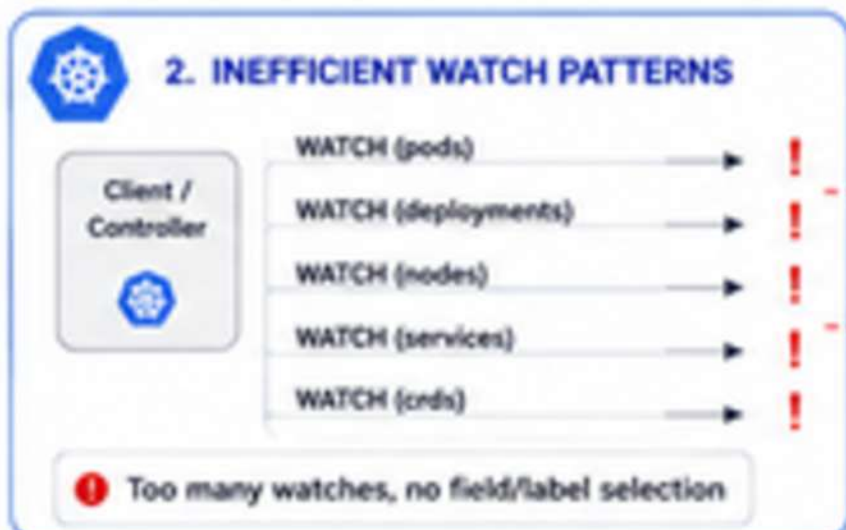 2. INEFFICIENT WATCH PATTERNS
Client /
Controller
WATCH (pods)
WATCH (deployments)
WATCH (nodes)
WATCH (services)
WATCH (crds)
Too many watches, no field/label selection